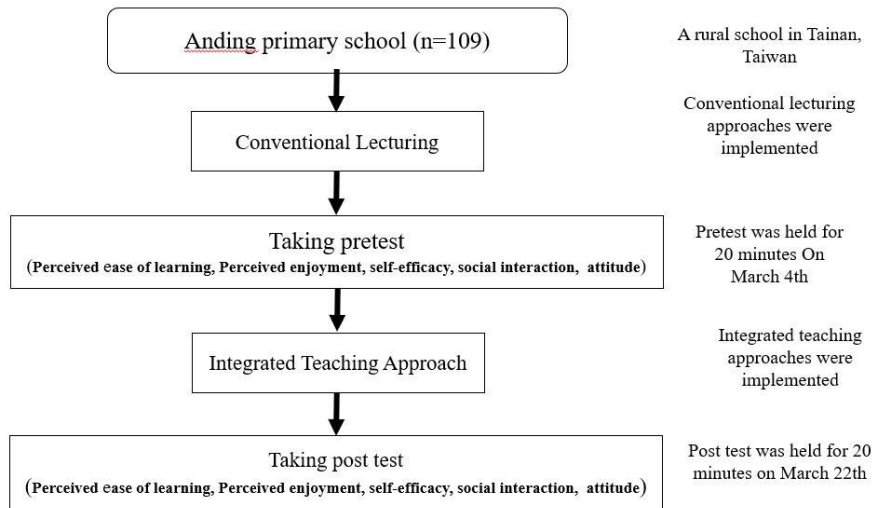 Anding primary school (n=109)
A rural school in Tainan,
Taiwan
Conventional lecturing
approaches were
implemented
Conventional Lecturing
Taking pretest
(Perceived ease of learning, Perceived enjoyment, self-efficacy, social interaction, attitude)
Pretest was held for
20 minutes On
March 4th
Integrated Teaching Approach
Integrated teaching
approaches were
implemented
Taking post test
(Perceived ease of learning, Perceived enjoyment, self-efficacy, social interaction, attitude)
Post test was held for 20
minutes on March 22th